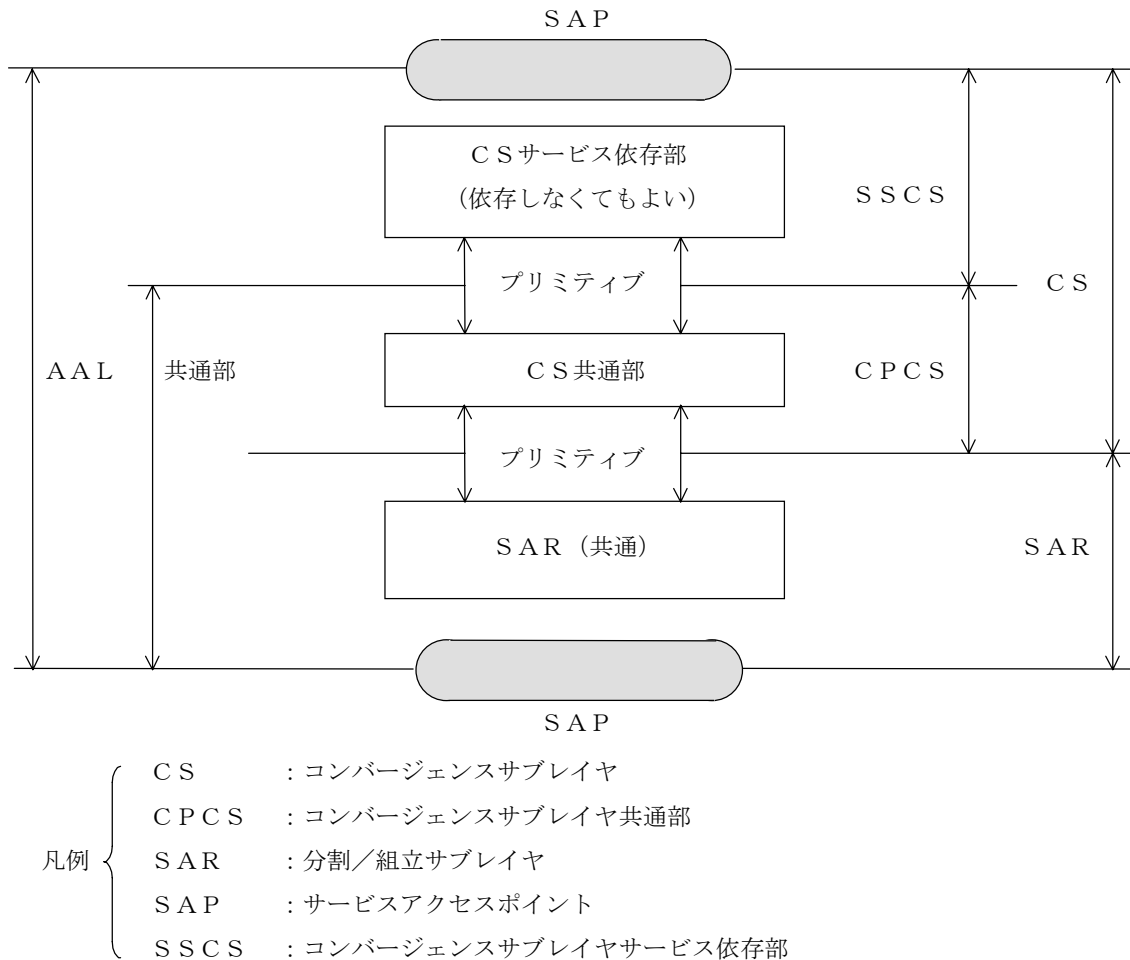 ＳＡＰ
ＣＳサービス依存部
（依存しなくてもよい）
ＳＳＣＳ
プリミティブ
ＣＳ
ＡＡＬ
共通部
ＣＳ共通部
ＣＰＣＳ
プリミティブ
ＳＡＲ（共通）
ＳＡＲ
ＳＡＰ
凡例
ＣＳ ：コンバージェンスサブレイヤ
ＣＰＣＳ ：コンバージェンスサブレイヤ共通部
ＳＡＲ ：分割／組立サブレイヤ
ＳＡＰ ：サービスアクセスポイント
ＳＳＣＳ ：コンバージェンスサブレイヤサービス依存部